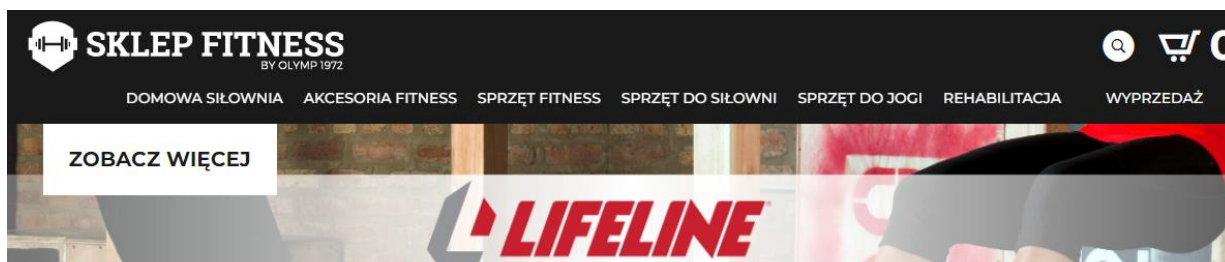 SKLEP FITNESS
BY OLYMP 1972
DOMOWA SIŁOWNIA AKCESORIA FITNESS SPRZĘT FITNESS SPRZĘT DO SIŁOWNI SPRZĘT DO JOGI REHABILITACJA WYPRZEDAŻ
ZOBACZ WIĘCEJ
LIFELINE